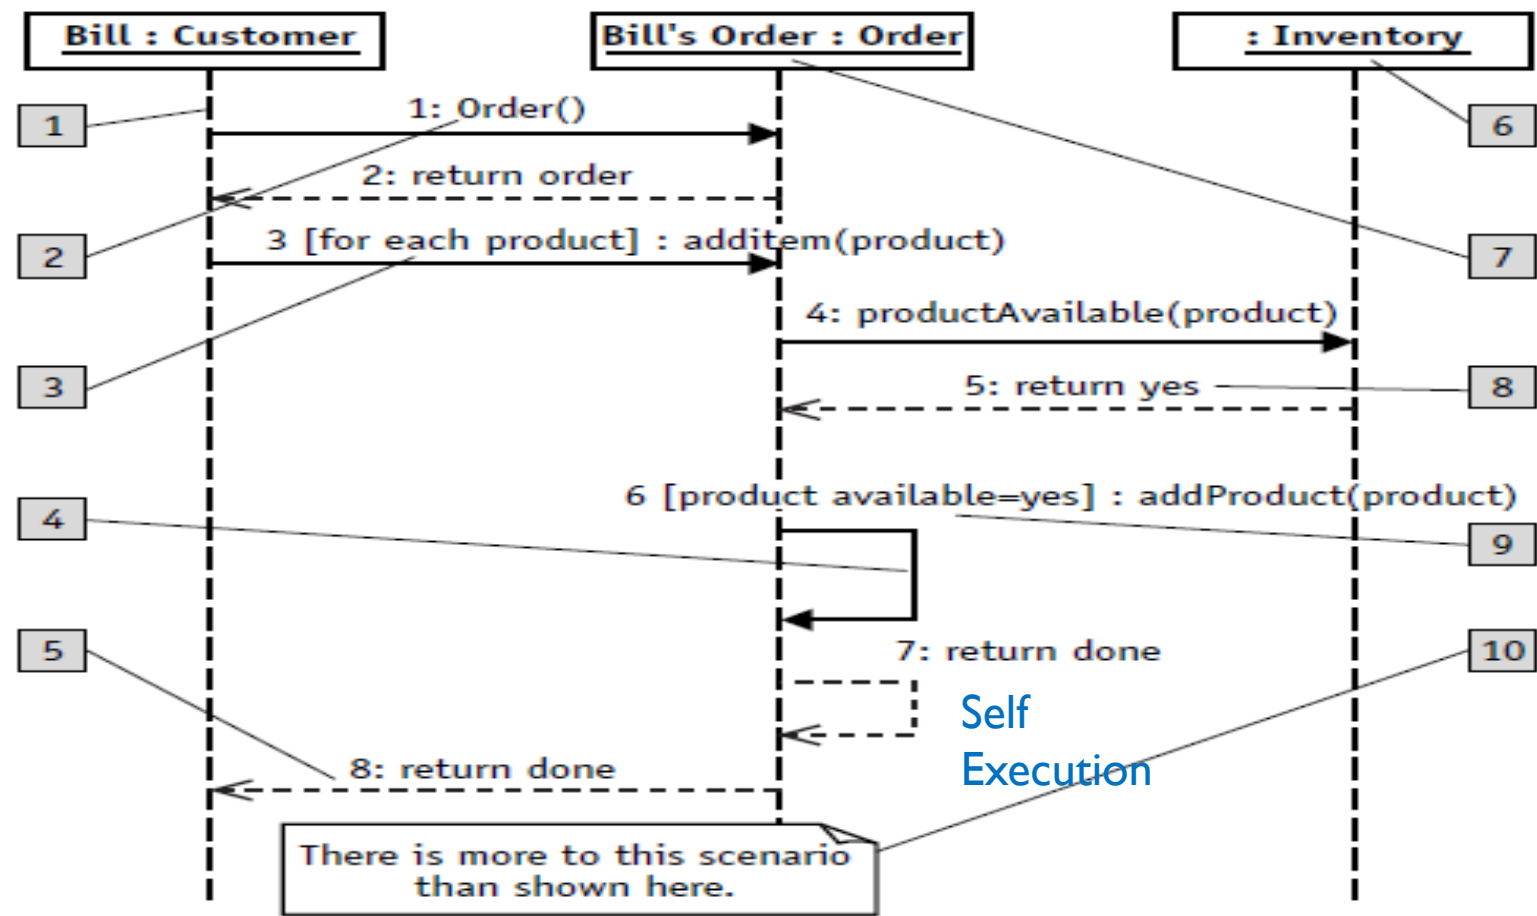 Bill : Customer
Bill's Order : Order
: Inventory
1
1: Order()
6
2: return order
2
3 [for each product] : additem(product)
7
4: productAvailable(product)
3
5: return yes
8
6 [product available=yes] : addProduct(product)
4
9
5
7: return done
10
Self
Execution
8: return done
There is more to this scenario
than shown here.